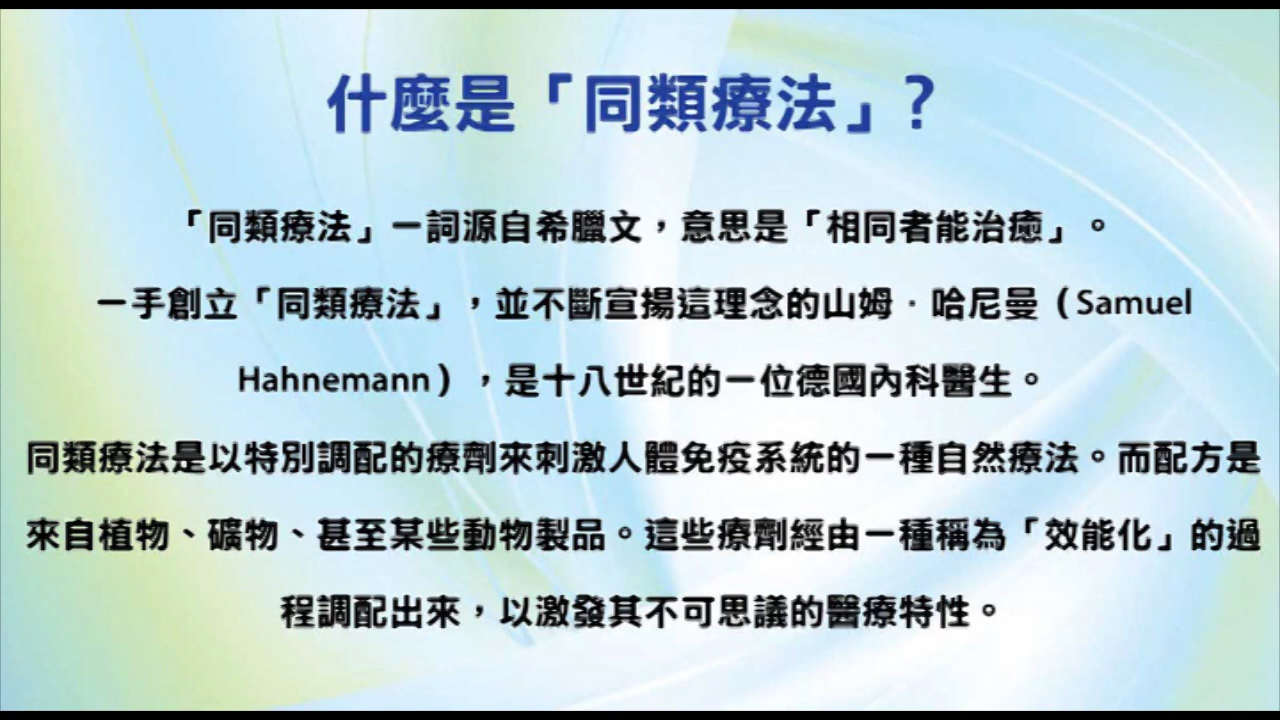 什麼是「同類療法」?
「同類療法」一詞源自希臘文，意思是「相同者能治癒」。
一手創立「同類療法」，並不斷宣揚這理念的山姆．哈尼曼（Samuel
Hahnemann），是十八世紀的一位德國內科醫生。
同類療法是以特別調配的療劑來刺激人體免疫系統的一種自然療法。而配方是
來自植物、礦物、甚至某些動物製品。這些療劑經由一種稱為「效能化」的過
程調配出來，以激發其不可思議的醫療特性。